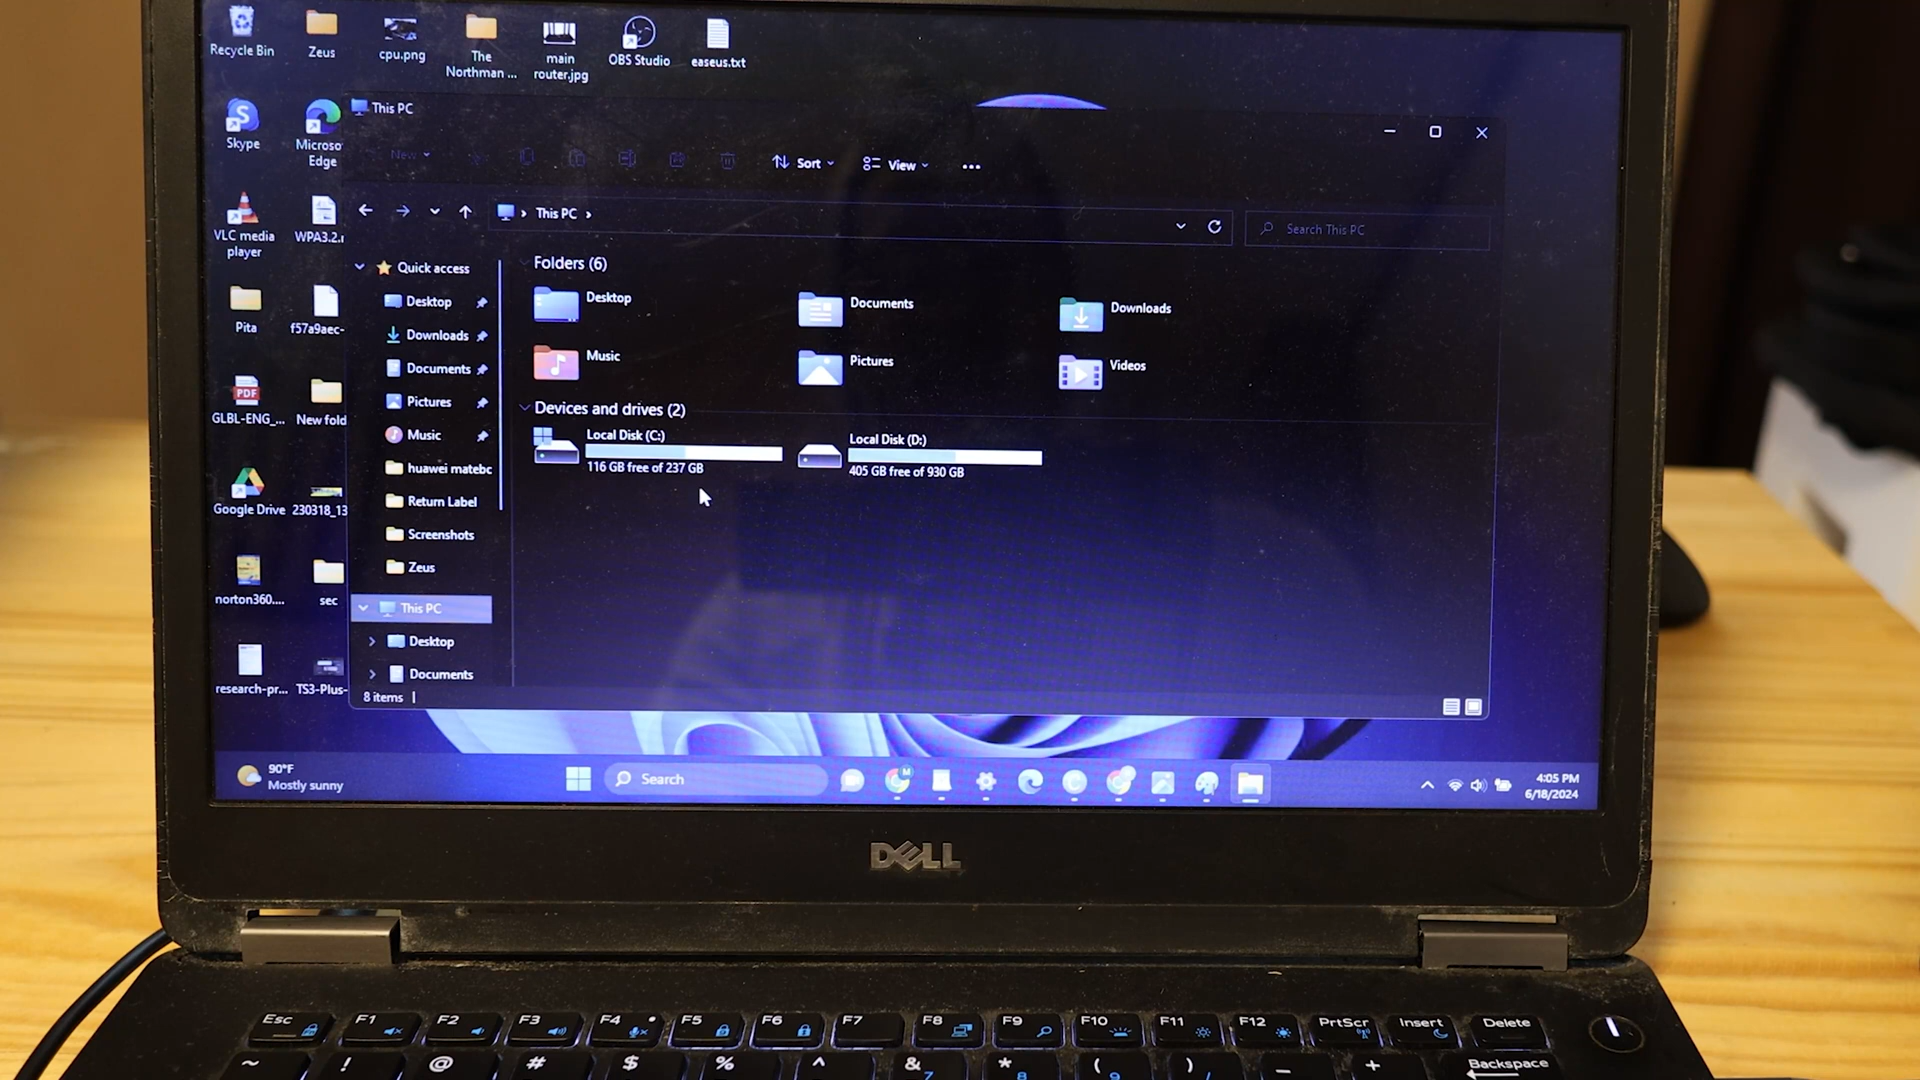 Recycle Bin
Zeus
cpu.png
The
Northman ...
main
router.jpg
OBS Studio
easeus.txt
Skype
Microso
Edge
VLC media
player
WPA3.2.r
Pita
f57a9aec-
PDF
GLBL-ENG_...
New fold
Google Drive
230318_13
norton360....
sec
research-pr...
TS3-Plus-
This PC
New
Sort
View
...
This PC
Search This PC
Quick access
Desktop
Downloads
Documents
Pictures
Music
huawei matebc
Return Label
Screenshots
Zeus
This PC
Desktop
Documents
8 items
Folders (6)
Desktop
Documents
Downloads
Music
Pictures
Videos
Devices and drives (2)
Local Disk (C:)
116 GB free of 237 GB
Local Disk (D:)
405 GB free of 930 GB
90°F
Mostly sunny
Search
4:05 PM
6/18/2024
DELL
Esc
F1
F2
F3
F4
F5
F6
F7
F8
F9
F10
F11
F12
PrtScr
Insert
Delete
~
!
@
#
$
%
^
&
7
*
8
(
9
)
_
+
Backspace